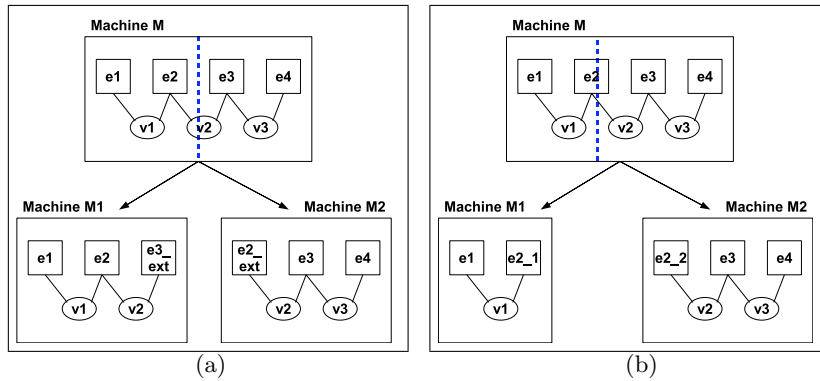 Machine M
e1 e2 e3 e4
v1 v2 v3
Machine M1
Machine M2
e1 e2 e3_
ext
v1 v2
e2_
ext
e3 e4
v2 v3
(a)
Machine M
e1 e2 e3 e4
v1 v2 v3
Machine M1
Machine M2
e1 e2_1
v1
e2_2 e3 e4
v2 v3
(b)